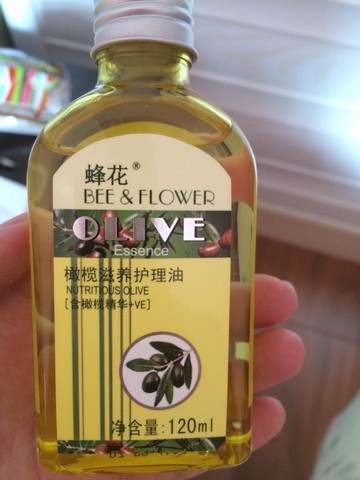 蜂花®
BEE & FLOWER
OLIVE
Essence
橄榄滋养护理油
NUTRITIOUS OLIVE
[含橄榄精华+VE]
净含量:120ml